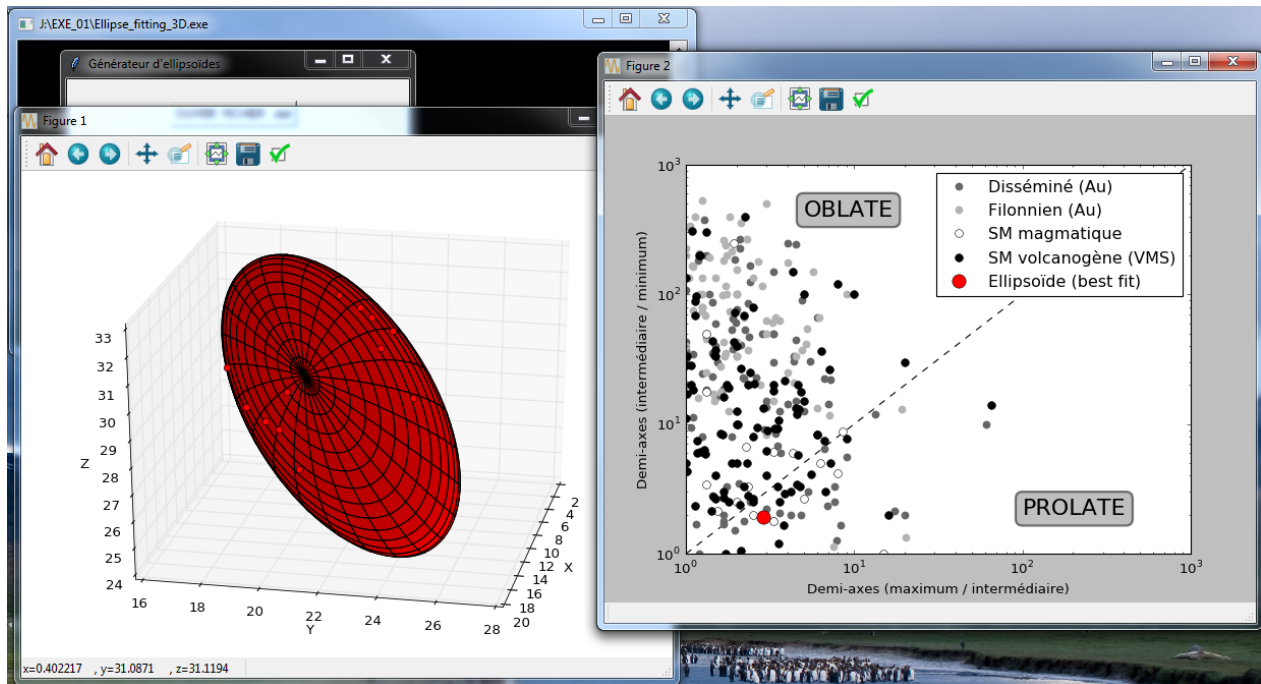 J:\EXE_01\Ellipse_fitting_3D.exe
Générateur d'ellipsoïdes
Figure 1
33
32
31
30
29
28
27
26
25
24
Z
16
18
20
22
24
26
28
Y
2
4
6
8
10
12
14
16
18
20
X
x=0.402217 , y=31.0871 , z=31.1194
Figure 2
OBLATE
PROLATE
Disséminé (Au)
Filonnien (Au)
SM magmatique
SM volcanogène (VMS)
Ellipsoïde (best fit)
Demi-axes (intermédiaire / minimum)
10³
10²
10¹
10⁰
10⁰
10¹
10²
10³
Demi-axes (maximum / intermédiaire)